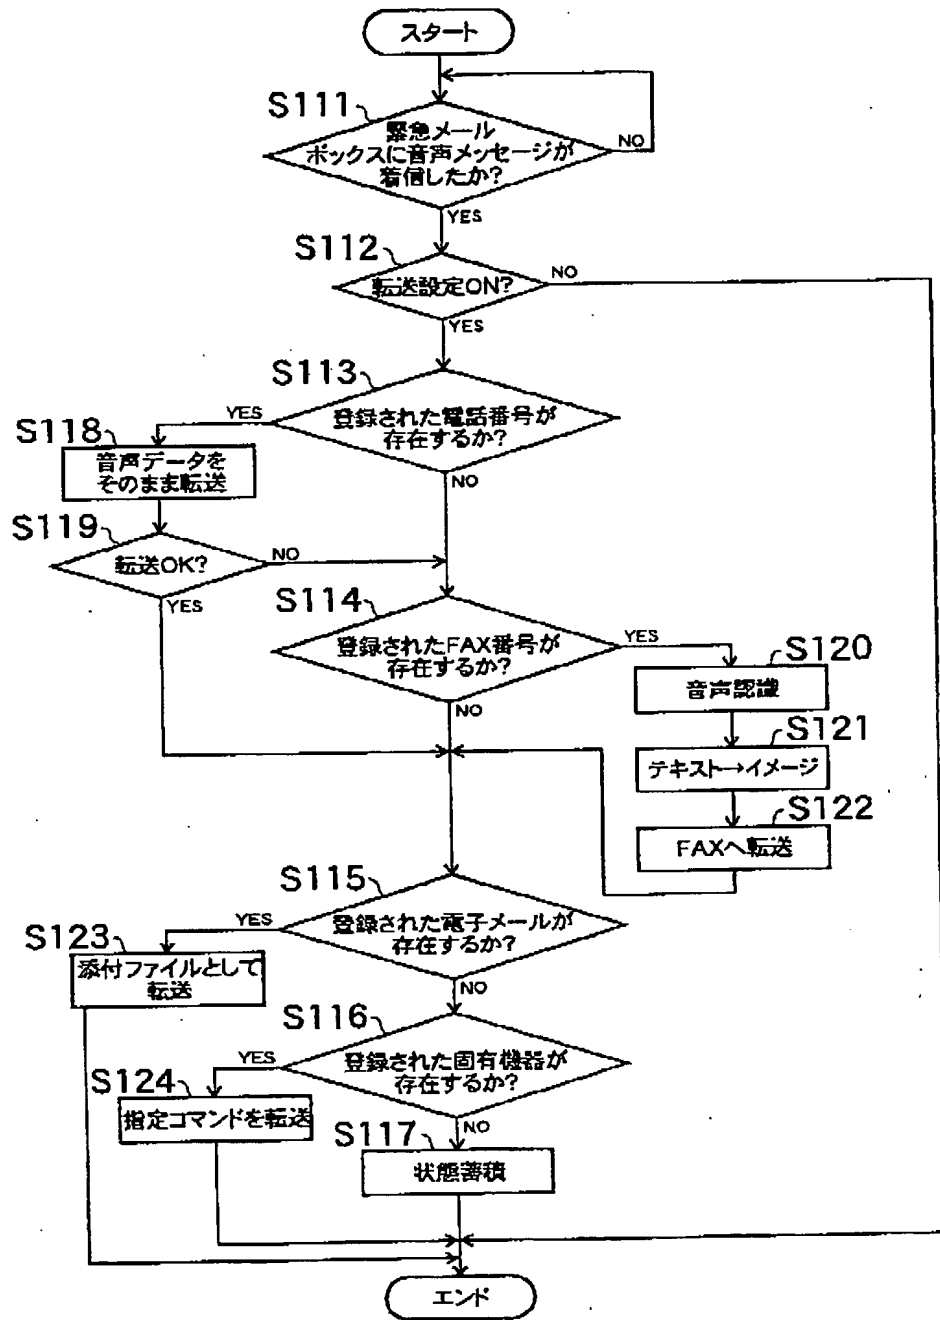 スタート
S111
緊急メール
ボックスに音声メッセージが
着信したか?
NO
YES
S112
転送設定ON?
NO
YES
S113
登録された電話番号が
存在するか?
YES
NO
S118
音声データを
そのまま転送
S119
転送OK?
NO
YES
S114
登録されたFAX番号が
存在するか?
YES
NO
S120
音声認識
S121
テキスト→イメージ
S122
FAXへ転送
S115
登録された電子メールが
存在するか?
YES
NO
S123
添付ファイルとして
転送
S116
登録された固有機器が
存在するか?
YES
NO
S124
指定コマンドを転送
S117
状態蓄積
エンド